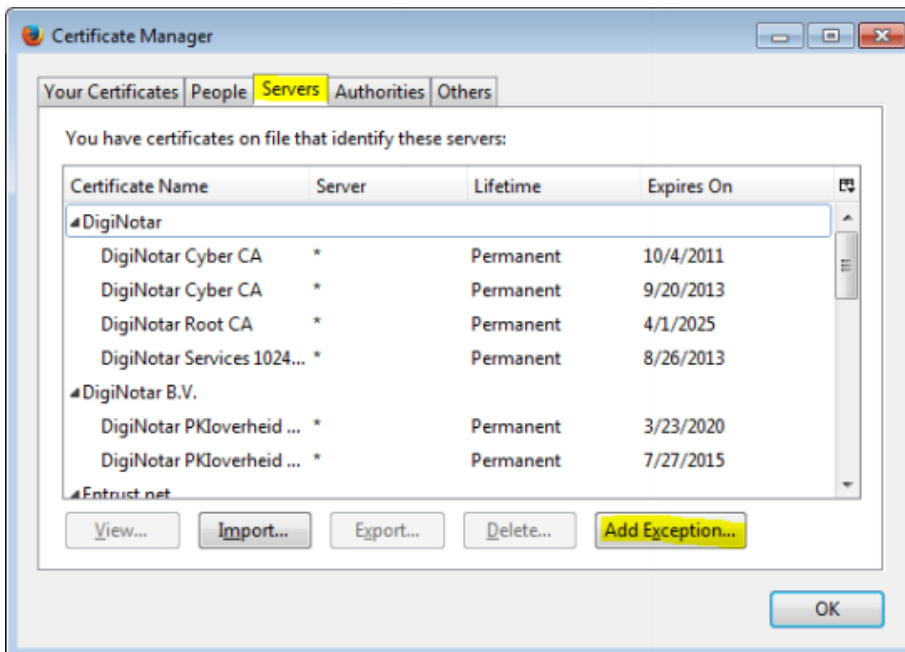 Certificate Manager
Your Certificates People Servers Authorities Others
You have certificates on file that identify these servers:
Certificate Name Server Lifetime Expires On
DigiNotar
DigiNotar Cyber CA * Permanent 10/4/2011
DigiNotar Cyber CA * Permanent 9/20/2013
DigiNotar Root CA * Permanent 4/1/2025
DigiNotar Services 1024... * Permanent 8/26/2013
DigiNotar B.V.
DigiNotar PKIoverheid ... * Permanent 3/23/2020
DigiNotar PKIoverheid ... * Permanent 7/27/2015
Entrust.net
View... Import... Export... Delete... Add Exception...
OK